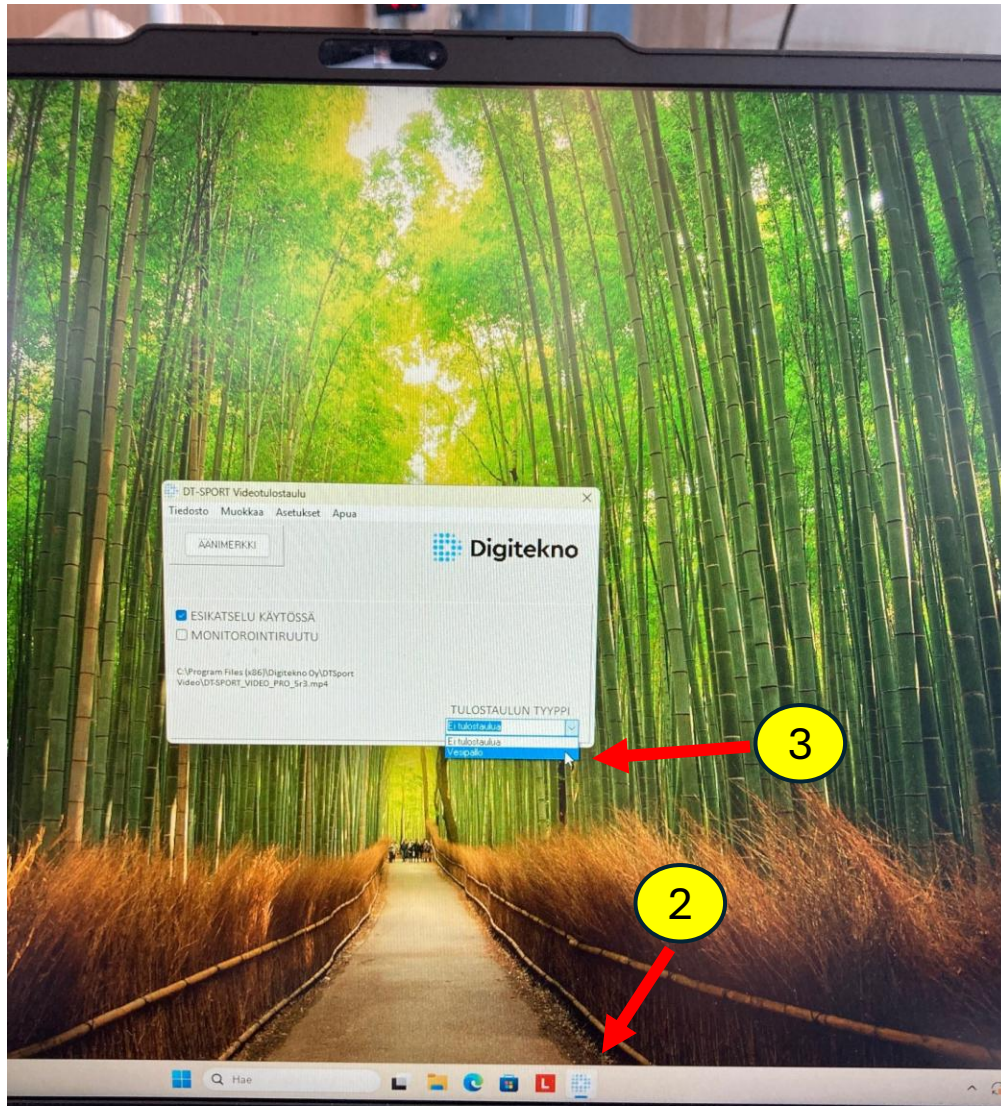 DT-SPORT Videotulostaulu
Tiedosto Muokkaa Asetukset Apua
ÄÄNIMERKKI
Digitekno
ESIKATSELU KÄYTÖSSÄ
MONITOROINTIRUUTU
C:\Program Files (x86)\Digitekno Oy\DTSport
Video\DT-SPORT_VIDEO_PRO_5r3.mp4
TULOSTAULUN TYYPPI
Ei tulostaulua
Ei tulostaulua
Vesipallo
3
2
Hae
L